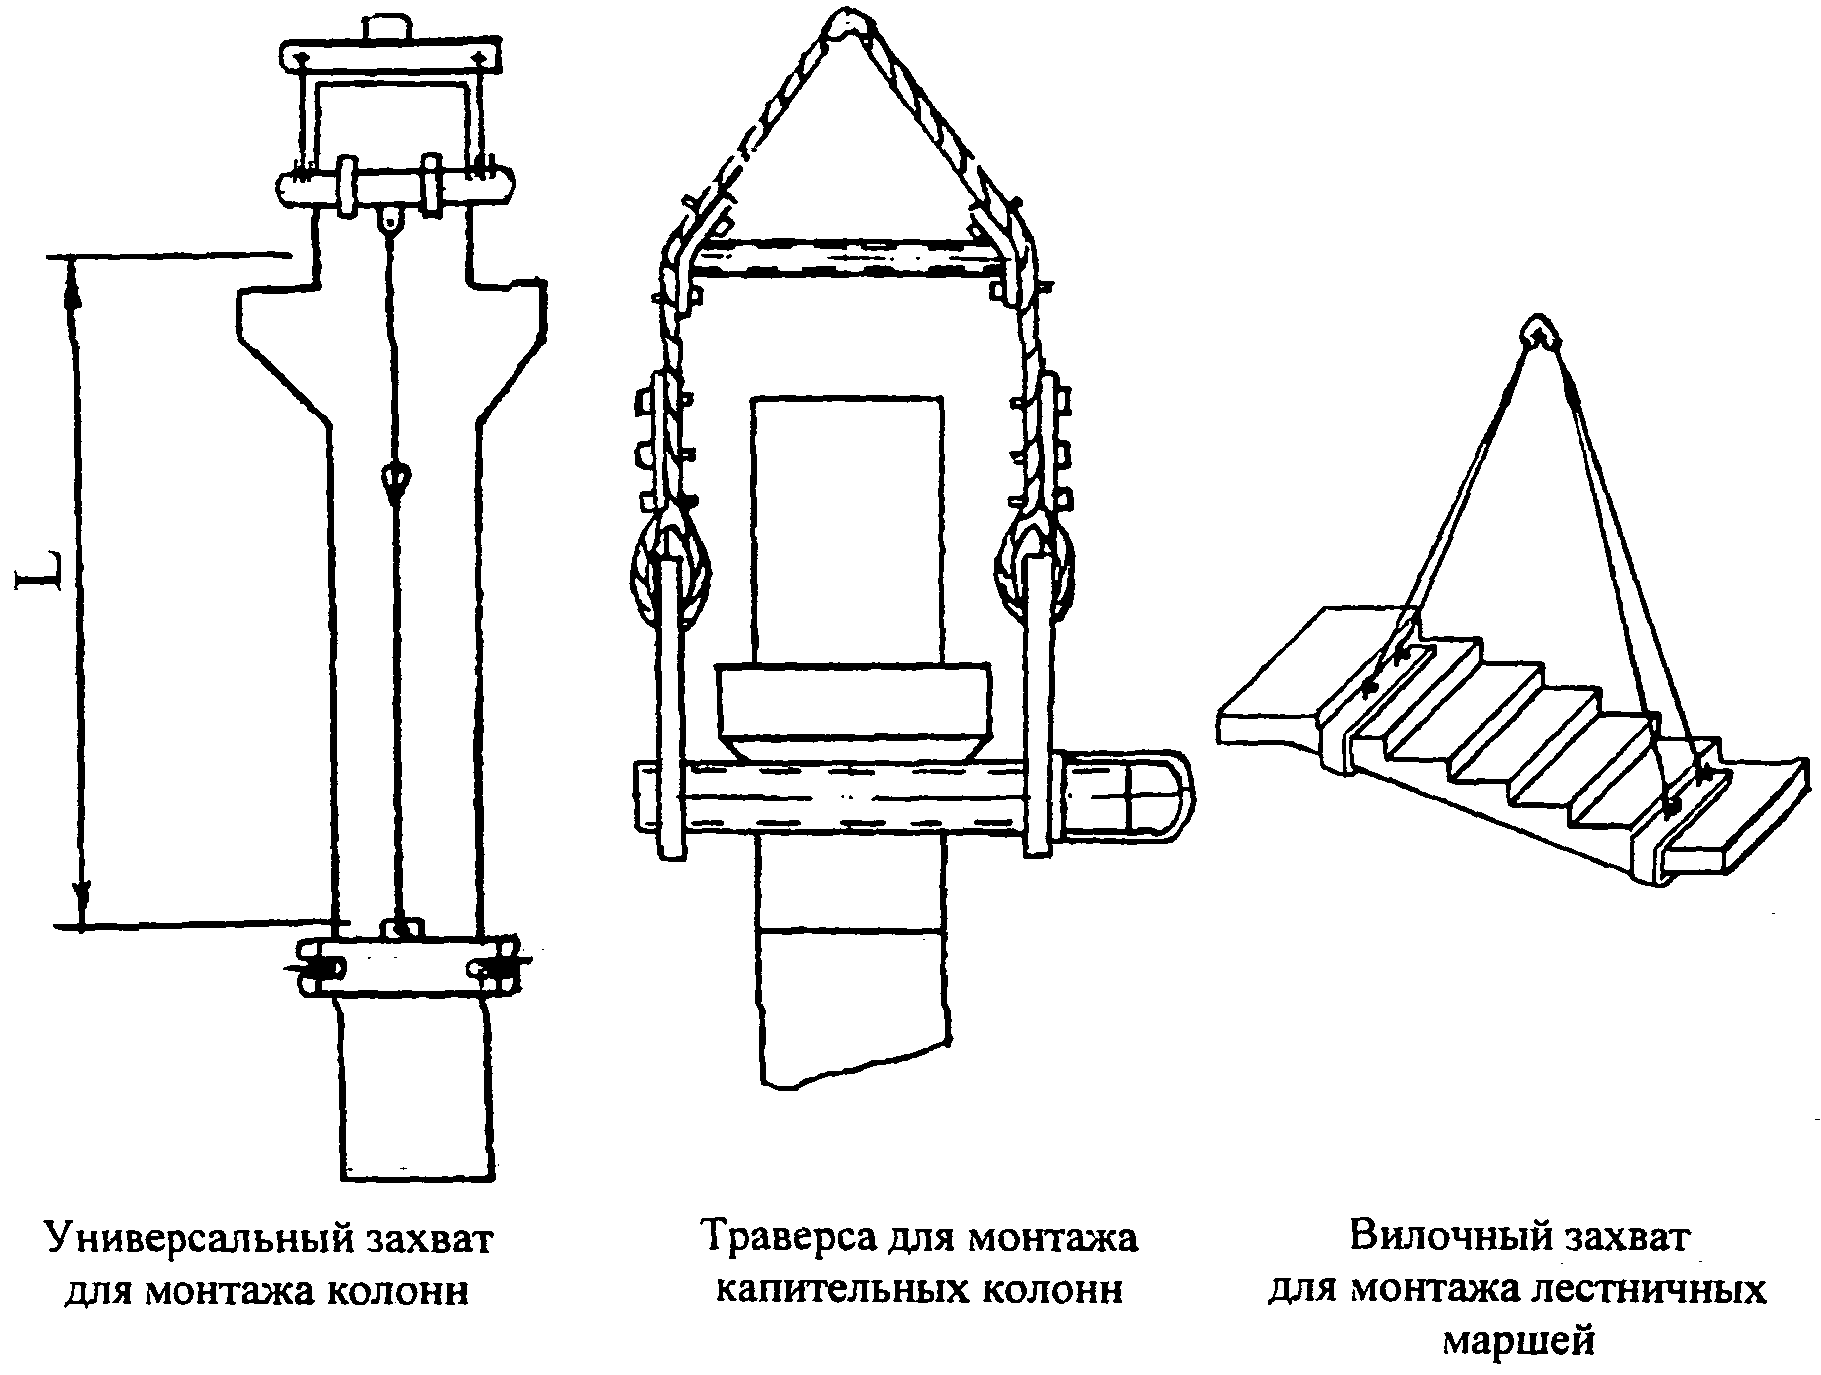 L
Универсальный захват
для монтажа колонн
Траверса для монтажа
капительных колонн
Вилочный захват
для монтажа лестничных
маршей